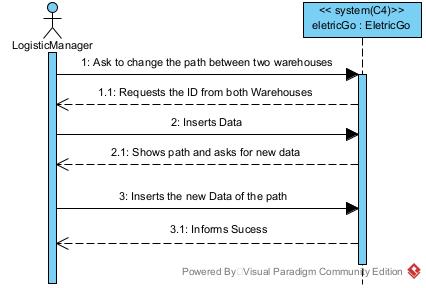 << system(C4)>>
eletricGo : EletricGo
LogisticManager
1: Ask to change the path between two warehouses
1.1: Requests the ID from both Warehouses
2: Inserts Data
2.1: Shows path and asks for new data
3: Inserts the new Data of the path
3.1: Informs Sucess
Powered By Visual Paradigm Community Edition